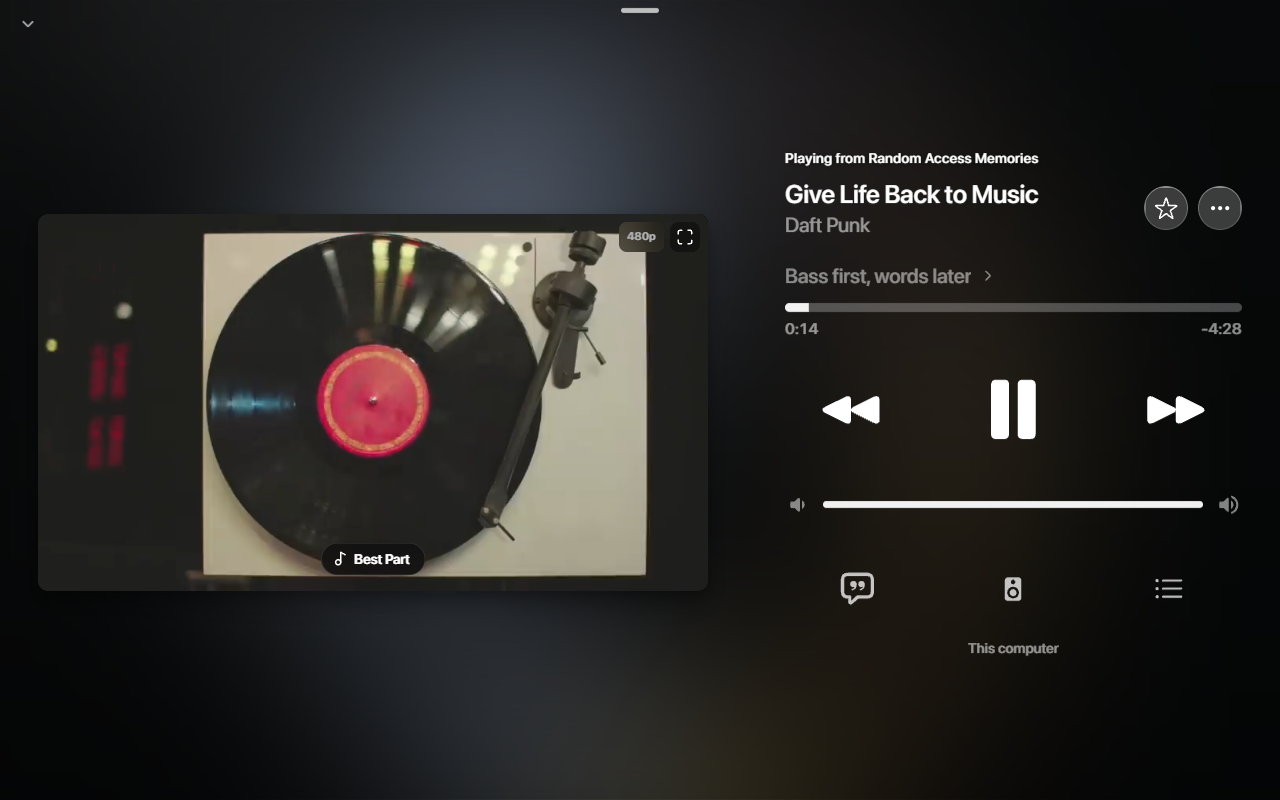 480p
Best Part
Playing from Random Access Memories
Give Life Back to Music
Daft Punk
Bass first, words later
0:14
-4:28
This computer